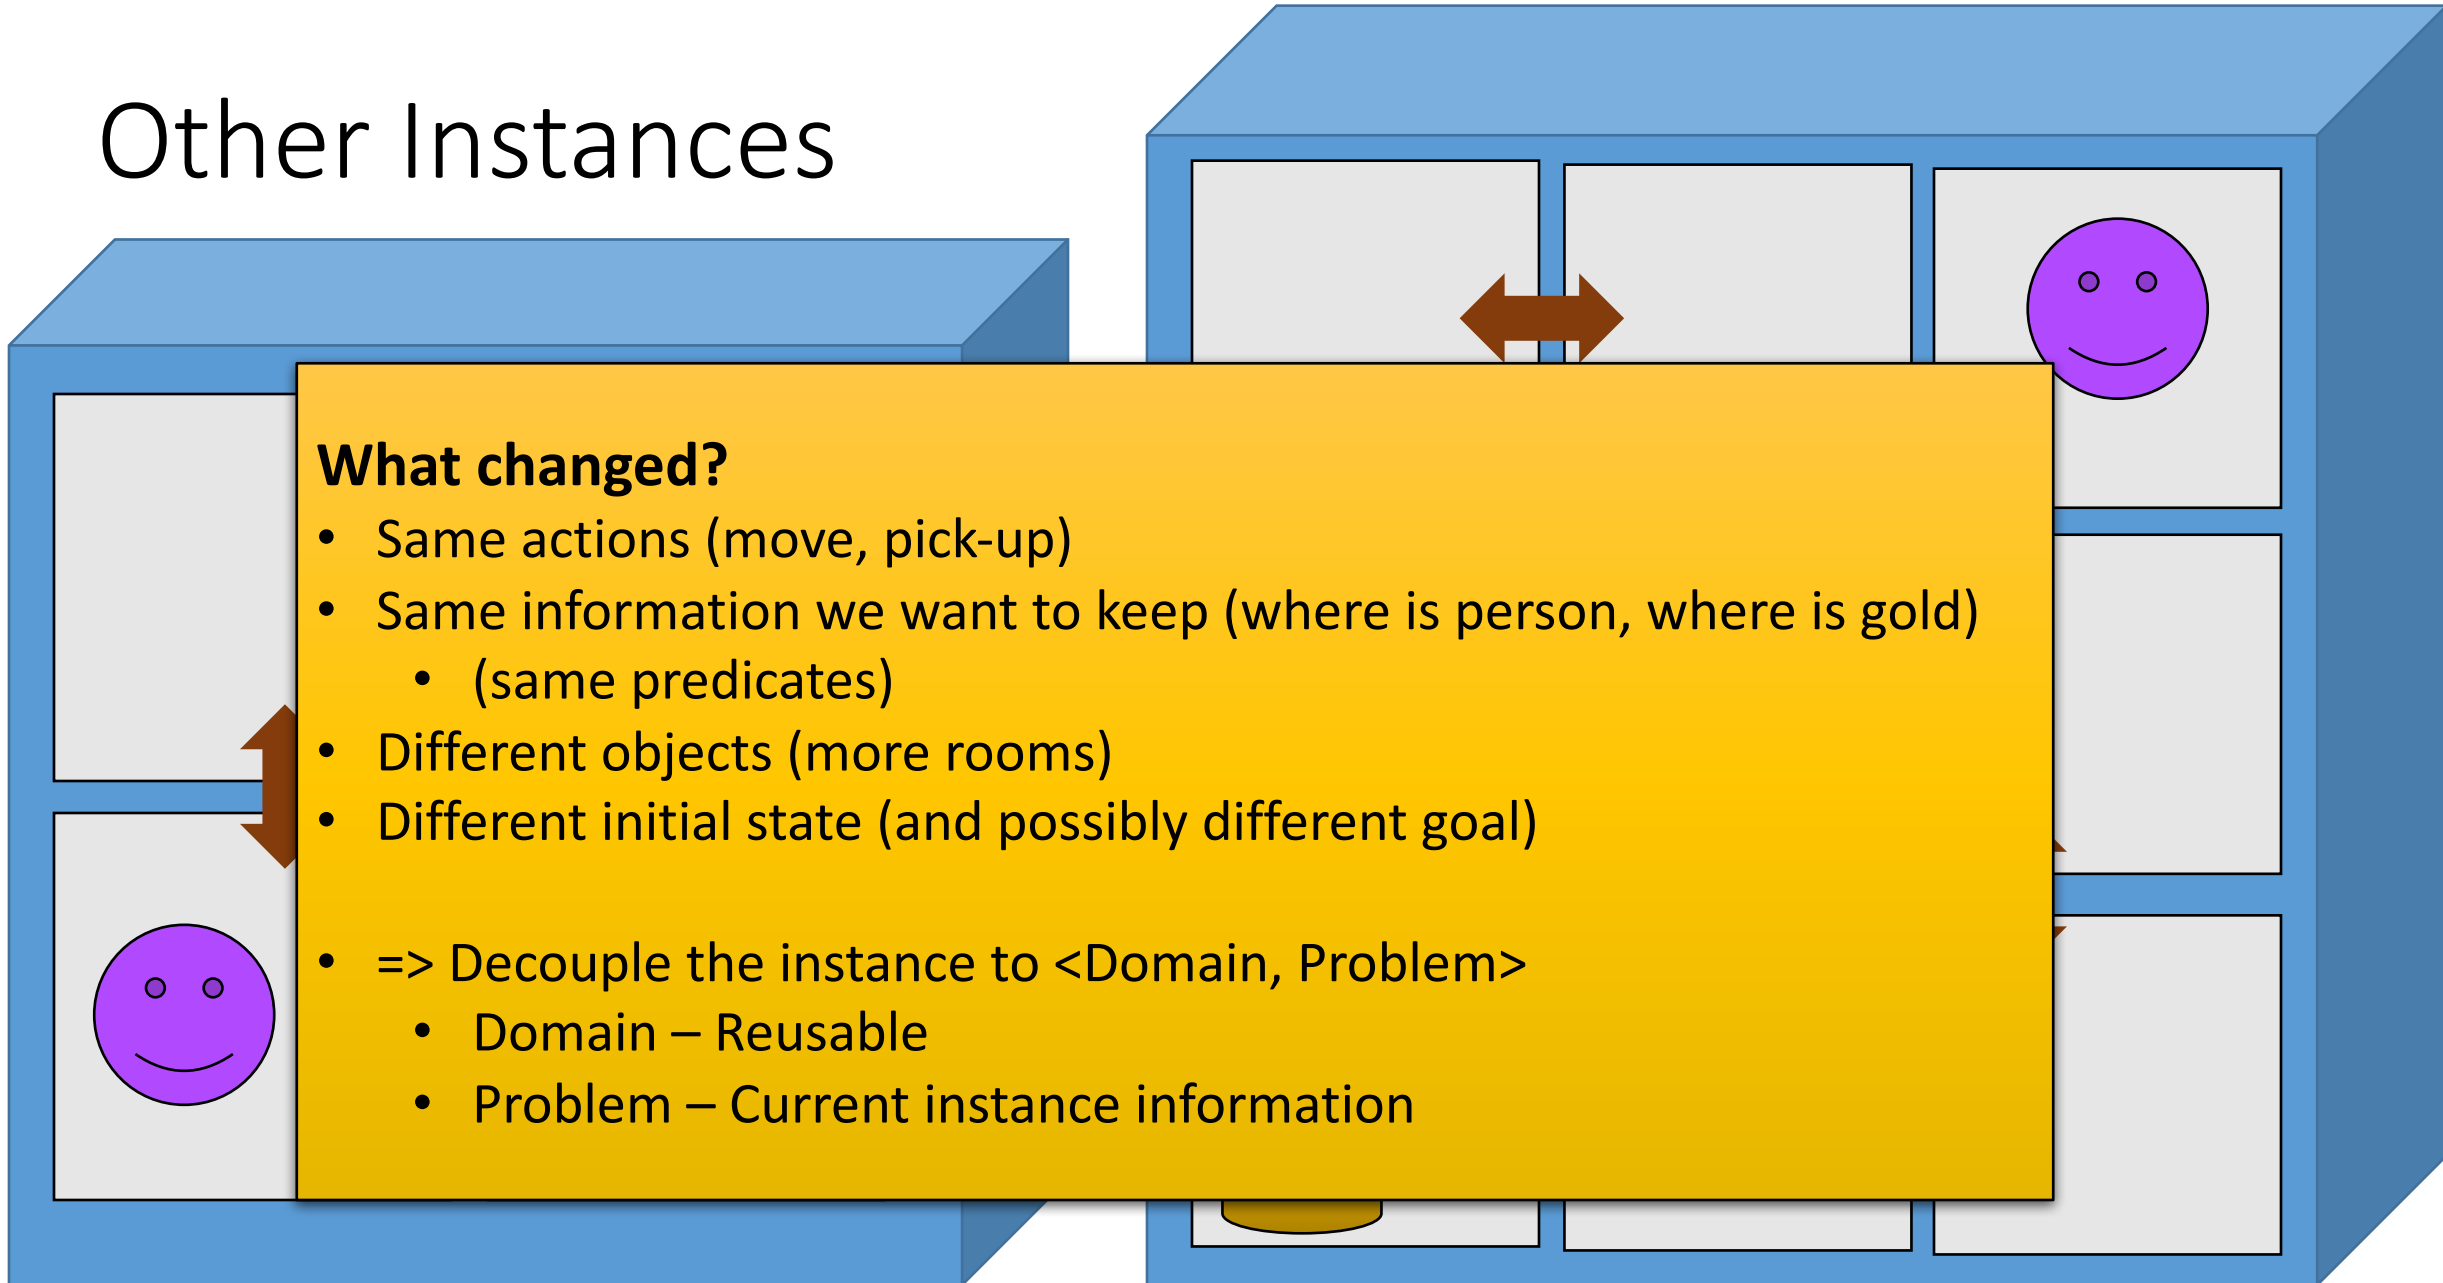 Other Instances
What changed?
• Same actions (move, pick-up)
• Same information we want to keep (where is person, where is gold)
• (same predicates)
• Different objects (more rooms)
• Different initial state (and possibly different goal)
• => Decouple the instance to <Domain, Problem>
• Domain – Reusable
• Problem – Current instance information